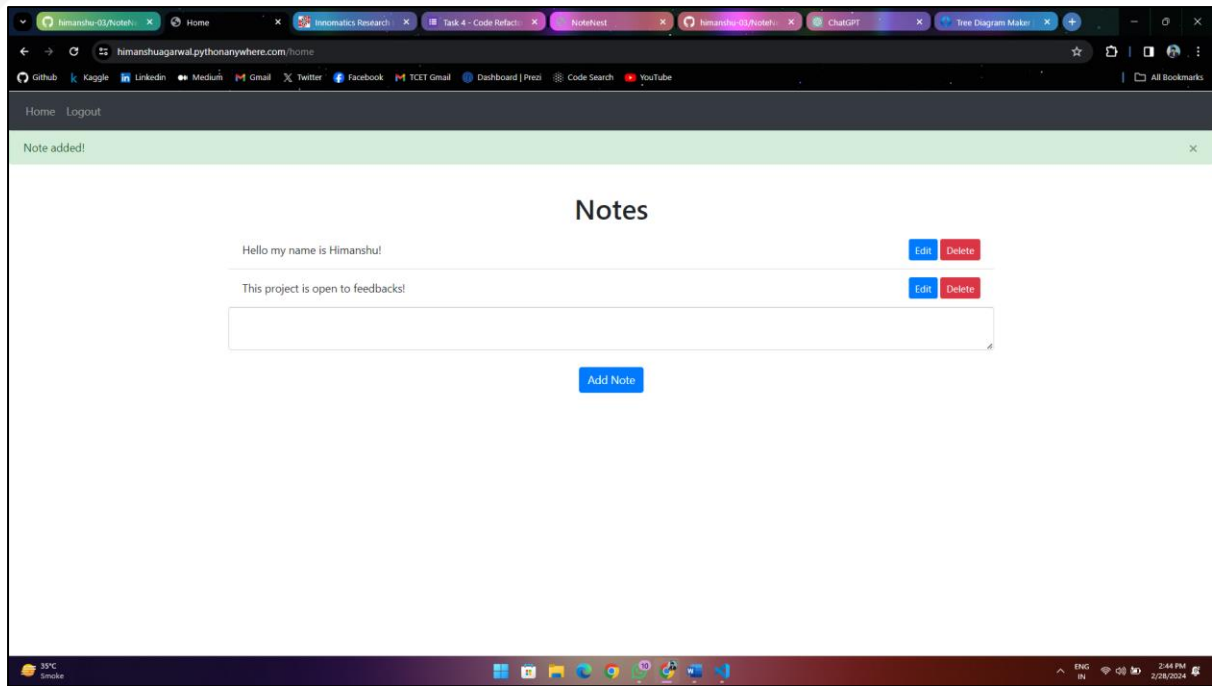 himanshu-03/NoteN
Home
Innomatics Research
Task 4 - Code Refacto
NoteNest
himanshu-03/NoteN
ChatGPT
Tree Diagram Maker
himanshuagarwal.pythonanywhere.com/home
Github Kaggle Linkedin Medium Gmail Twitter Facebook TCET Gmail Dashboard | Prezi Code Search YouTube All Bookmarks
Home Logout
Note added! ×
Notes
Hello my name is Himanshu! Edit Delete
This project is open to feedbacks! Edit Delete
Add Note
35°C
Smoke
10
ENG
IN
2:44 PM
2/28/2024